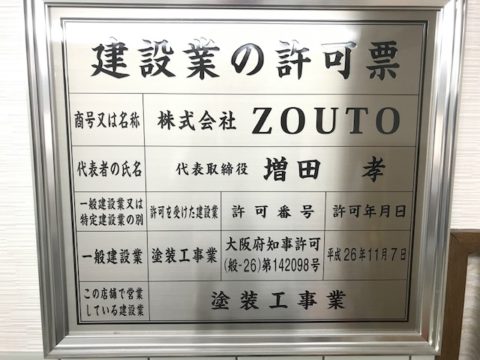 建設業の許可票
商号又は名称 株式会社 ZOUTO
代表者の氏名 代表取締役 増田 孝
一般建設業又は
特定建設業の別
許可を受けた建設業
許可番号
許可年月日
一般建設業
塗装工事業
大阪府知事許可
(般-26)第142098号
平成26年11月7日
この店舗で営業
している建設業
塗装工事業